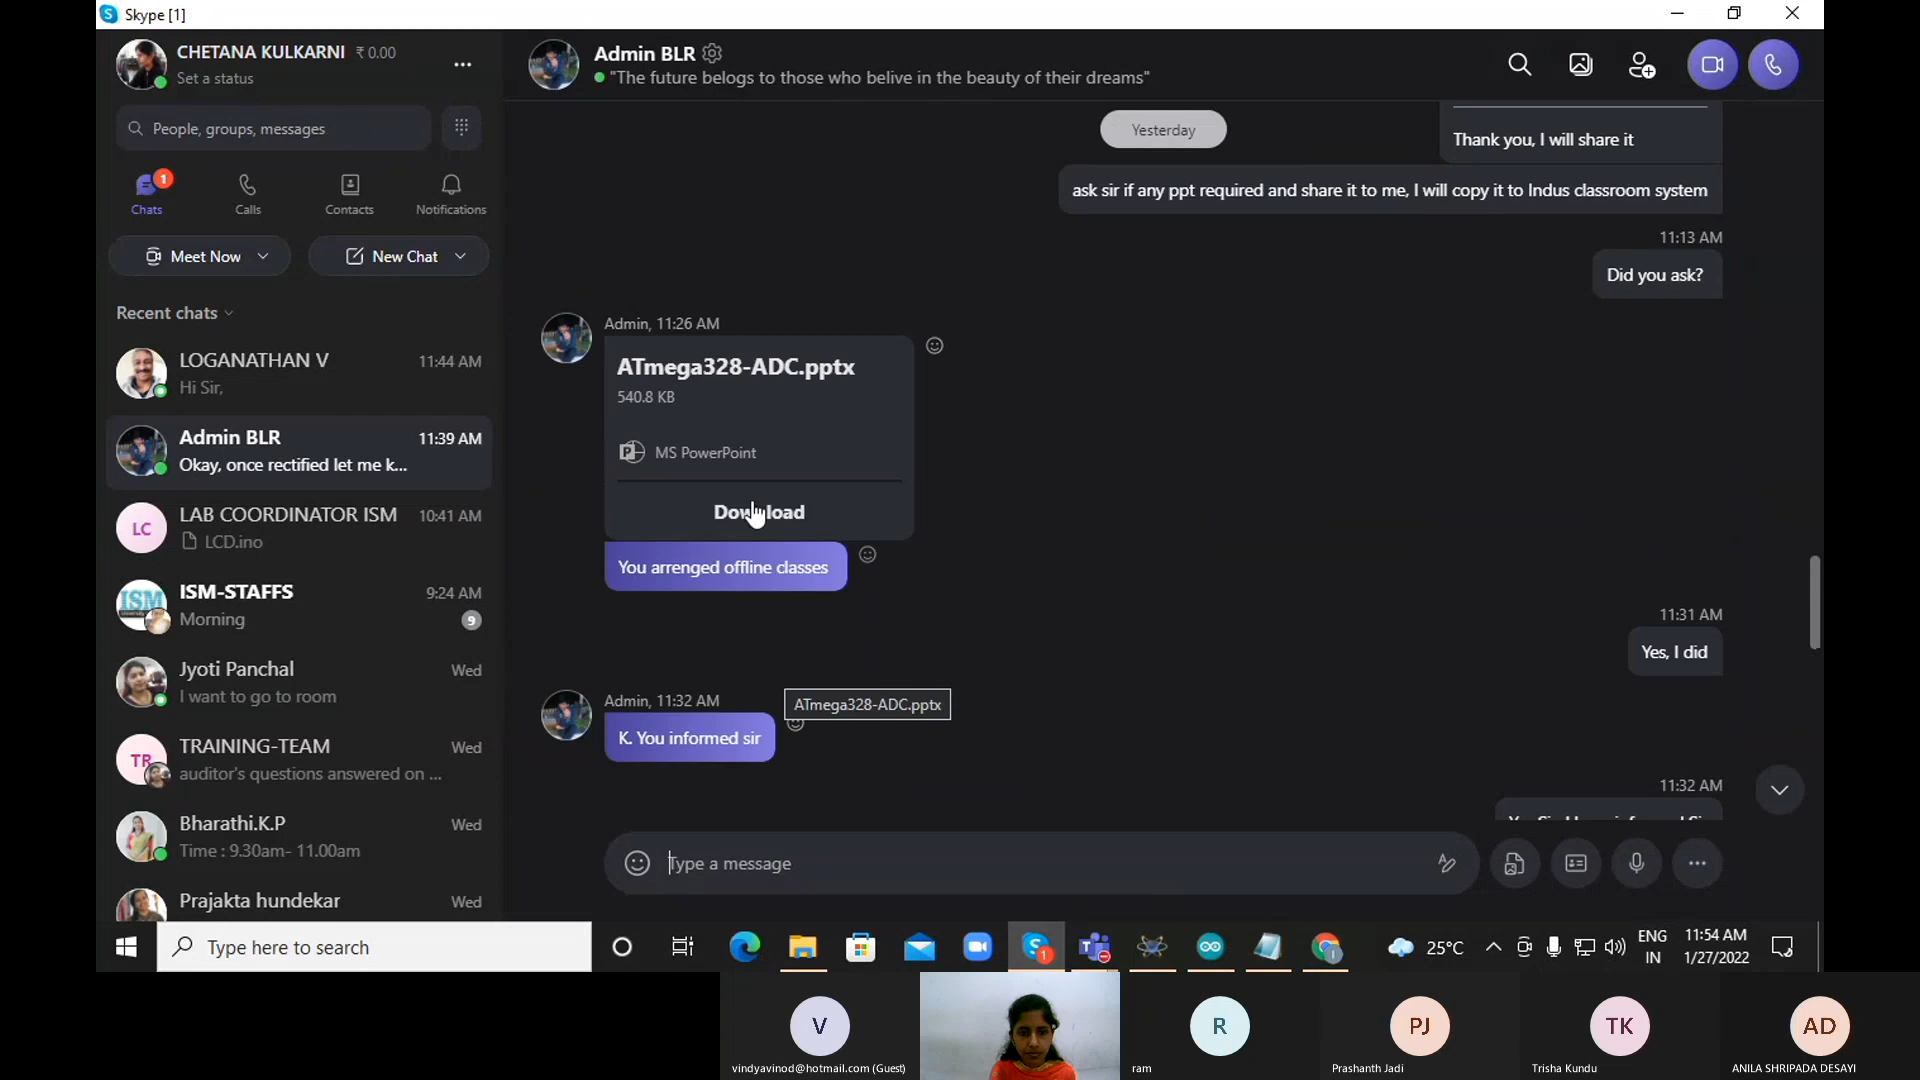 Skype [1]
CHETANA KULKARNI ₹ 0.00
Set a status
People, groups, messages
1
Chats
Calls
Contacts
Notifications
Meet Now
New Chat
Recent chats
LOGANATHAN V 11:44 AM
Hi Sir,
Admin BLR 11:39 AM
Okay, once rectified let me k...
LC
LAB COORDINATOR ISM 10:41 AM
LCD.ino
ISM
ISM-STAFFS 9:24 AM
Morning 9
Jyoti Panchal Wed
I want to go to room
TR
TRAINING-TEAM Wed
auditor's questions answered on ...
Bharathi.K.P Wed
Time : 9.30am- 11.00am
Prajakta hundekar Wed
Admin BLR
"The future belogs to those who belive in the beauty of their dreams"
Yesterday
Thank you, I will share it
ask sir if any ppt required and share it to me, I will copy it to Indus classroom system
11:13 AM
Did you ask?
Admin, 11:26 AM
ATmega328-ADC.pptx
540.8 KB
MS PowerPoint
Download
You arrenged offline classes
11:31 AM
Yes, I did
Admin, 11:32 AM
ATmega328-ADC.pptx
K. You informed sir
11:32 AM
Type a message
Type here to search
1
25°C
ENG
IN
11:54 AM
1/27/2022
V
vindyavinod@hotmail.com (Guest)
R
ram
PJ
Prashanth Jadi
TK
Trisha Kundu
AD
ANILA SHRIPADA DESAYI